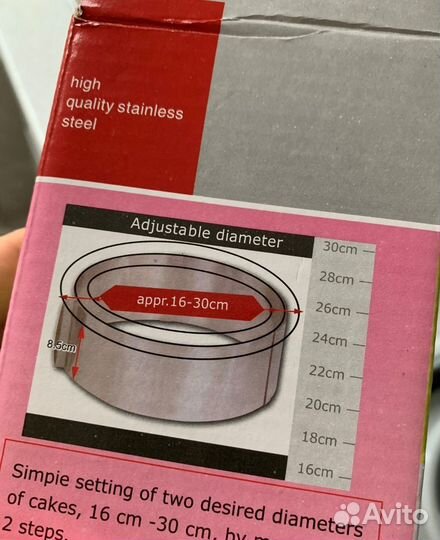 high
quality stainless
steel
Adjustable diameter
30cm
28cm
appr.16-30cm
26cm
8,5cm
24cm
22cm
20cm
18cm
16cm
Simpie setting of two desired diameters
of cakes, 16 cm -30 cm, by
2 steps.
Avito